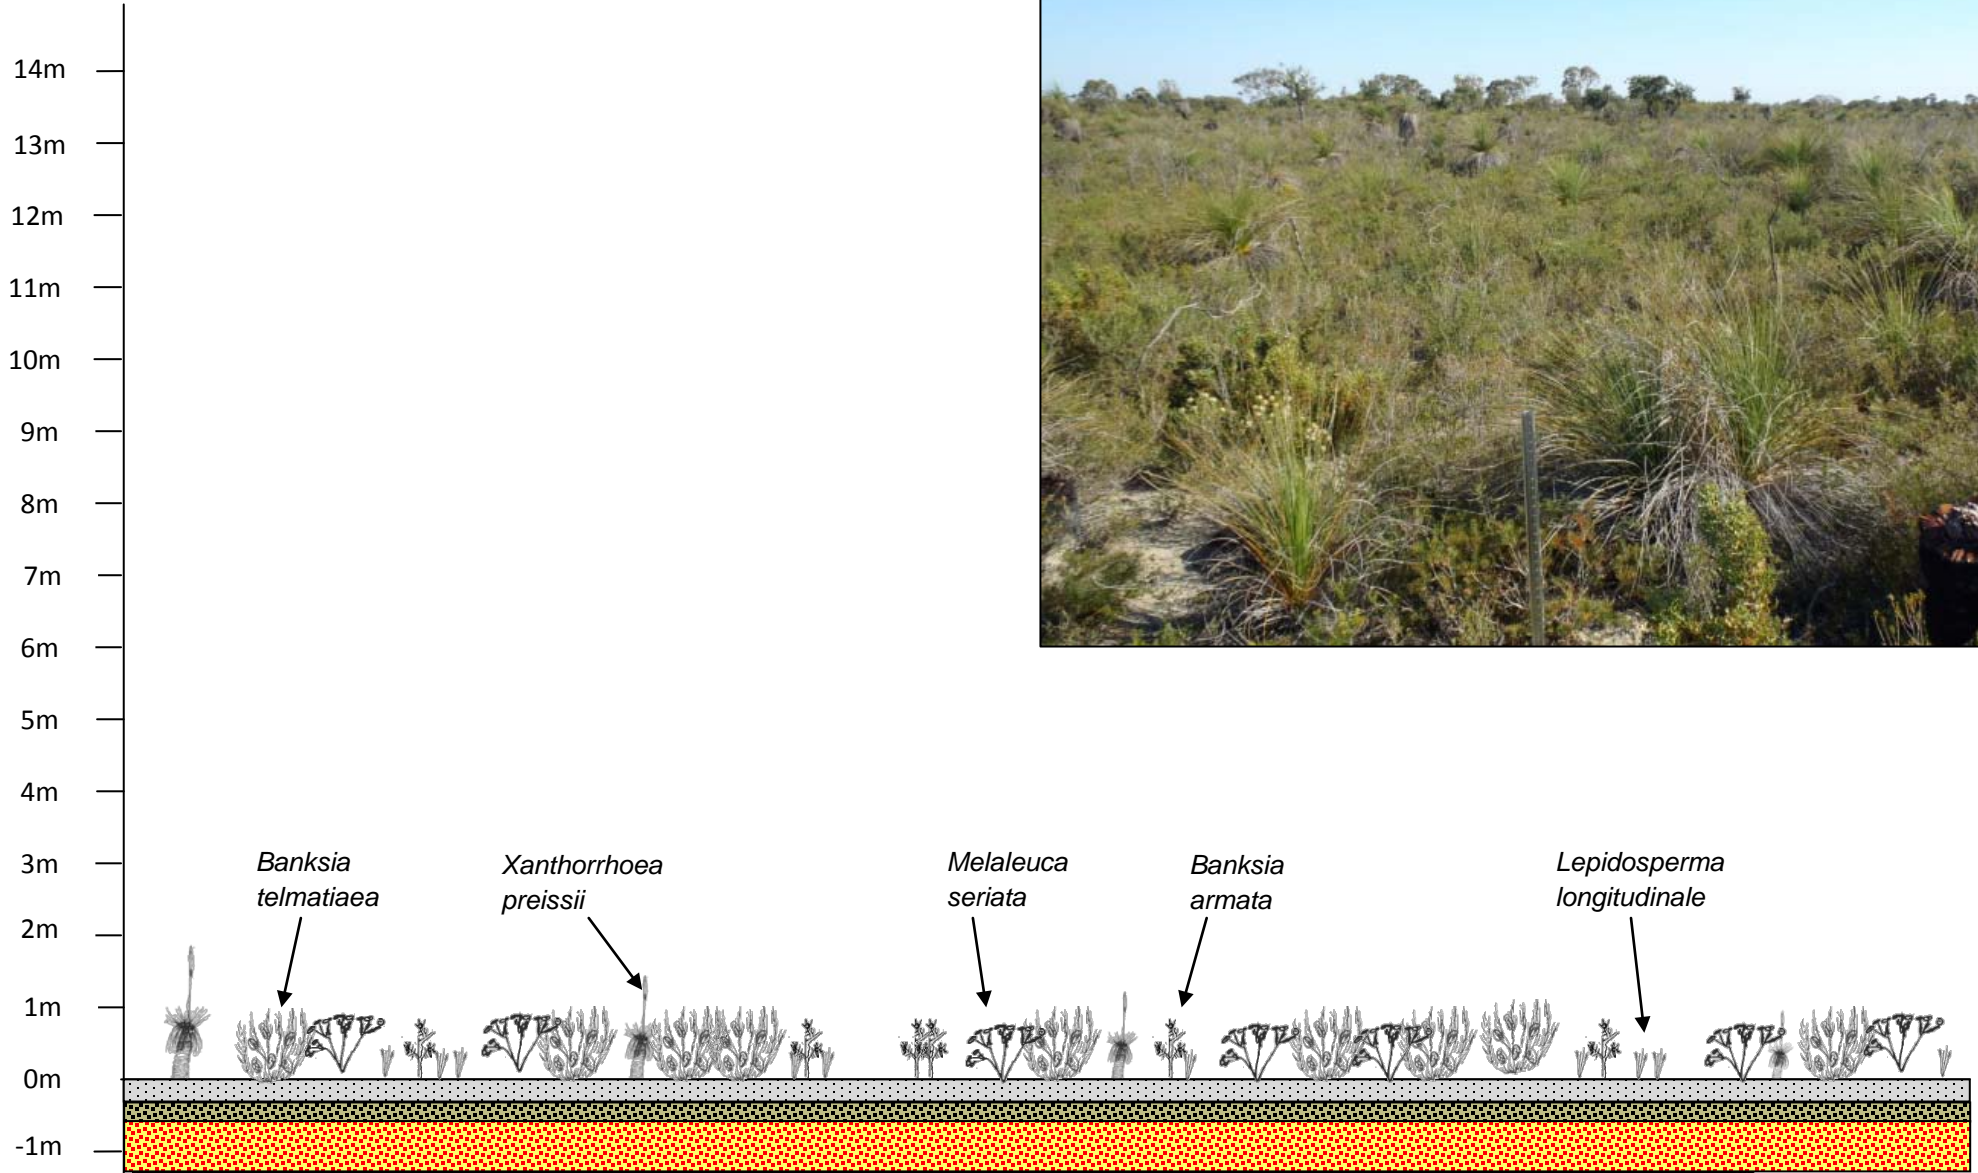 14m
13m
12m
11m
10m
9m
8m
7m
6m
5m
4m
3m
2m
1m
0m
-1m
Banksia
telmatiaea
Xanthorrhoea
preissii
Melaleuca
seriata
Banksia
armata
Lepidosperma
longitudinale